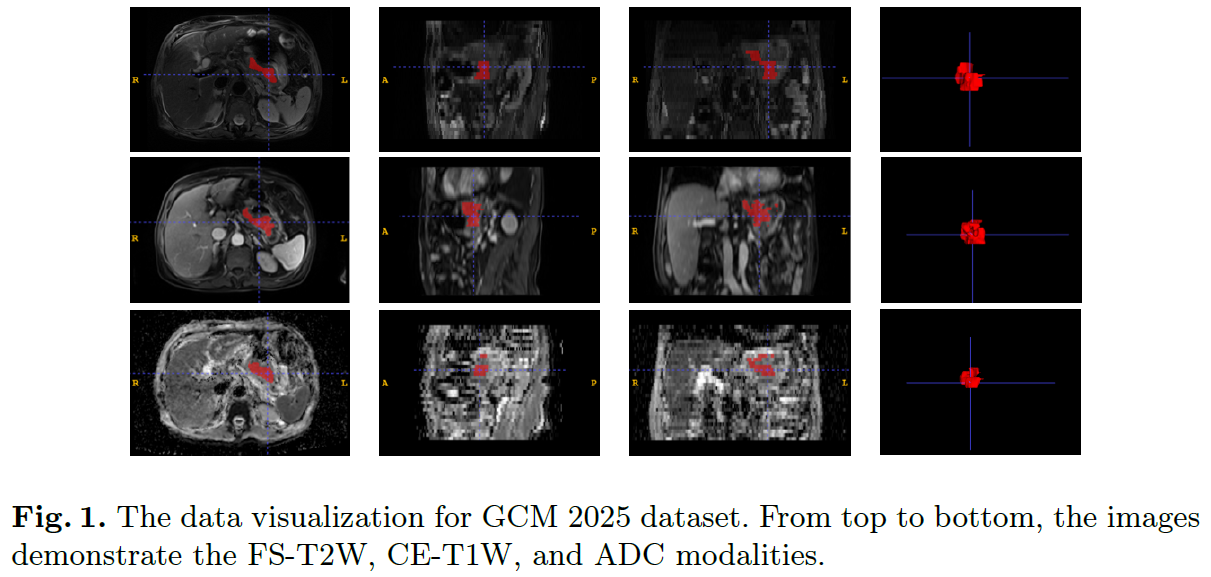 R L A P R L
R L A P R L
R L A P R L
Fig. 1. The data visualization for GCM 2025 dataset. From top to bottom, the images
demonstrate the FS-T2W, CE-T1W, and ADC modalities.